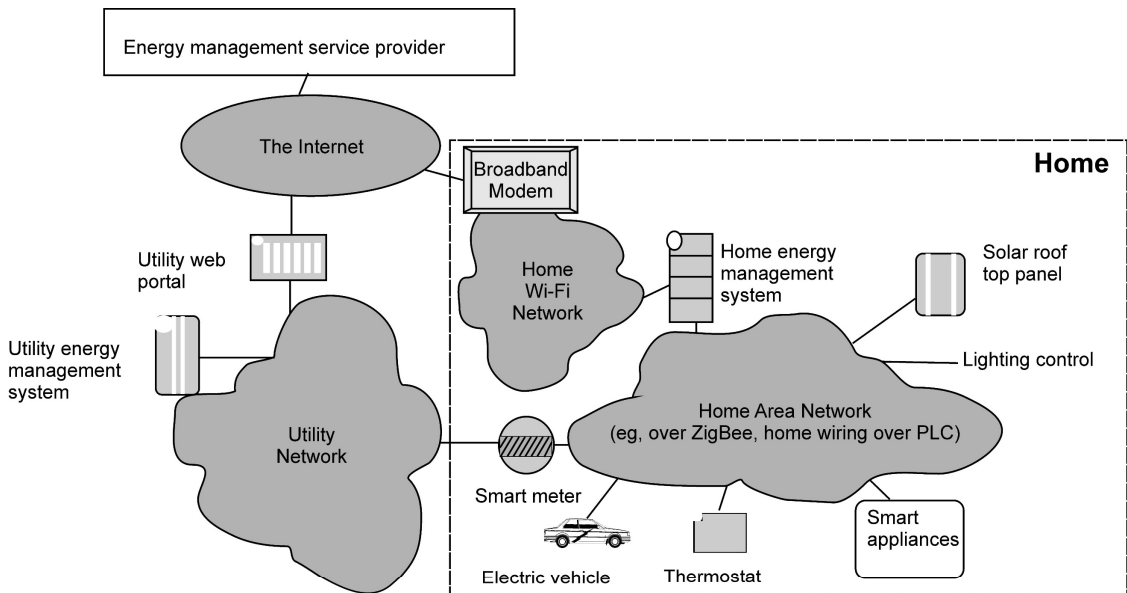 Energy management service provider
The Internet
Home
Broadband
Modem
Utility web
portal
Home
Wi-Fi
Network
Home energy
management
system
Solar roof
top panel
Utility energy
management
system
Lighting control
Utility
Network
Home Area Network
(eg, over ZigBee, home wiring over PLC)
Smart meter
Smart
appliances
Electric vehicle
Thermostat